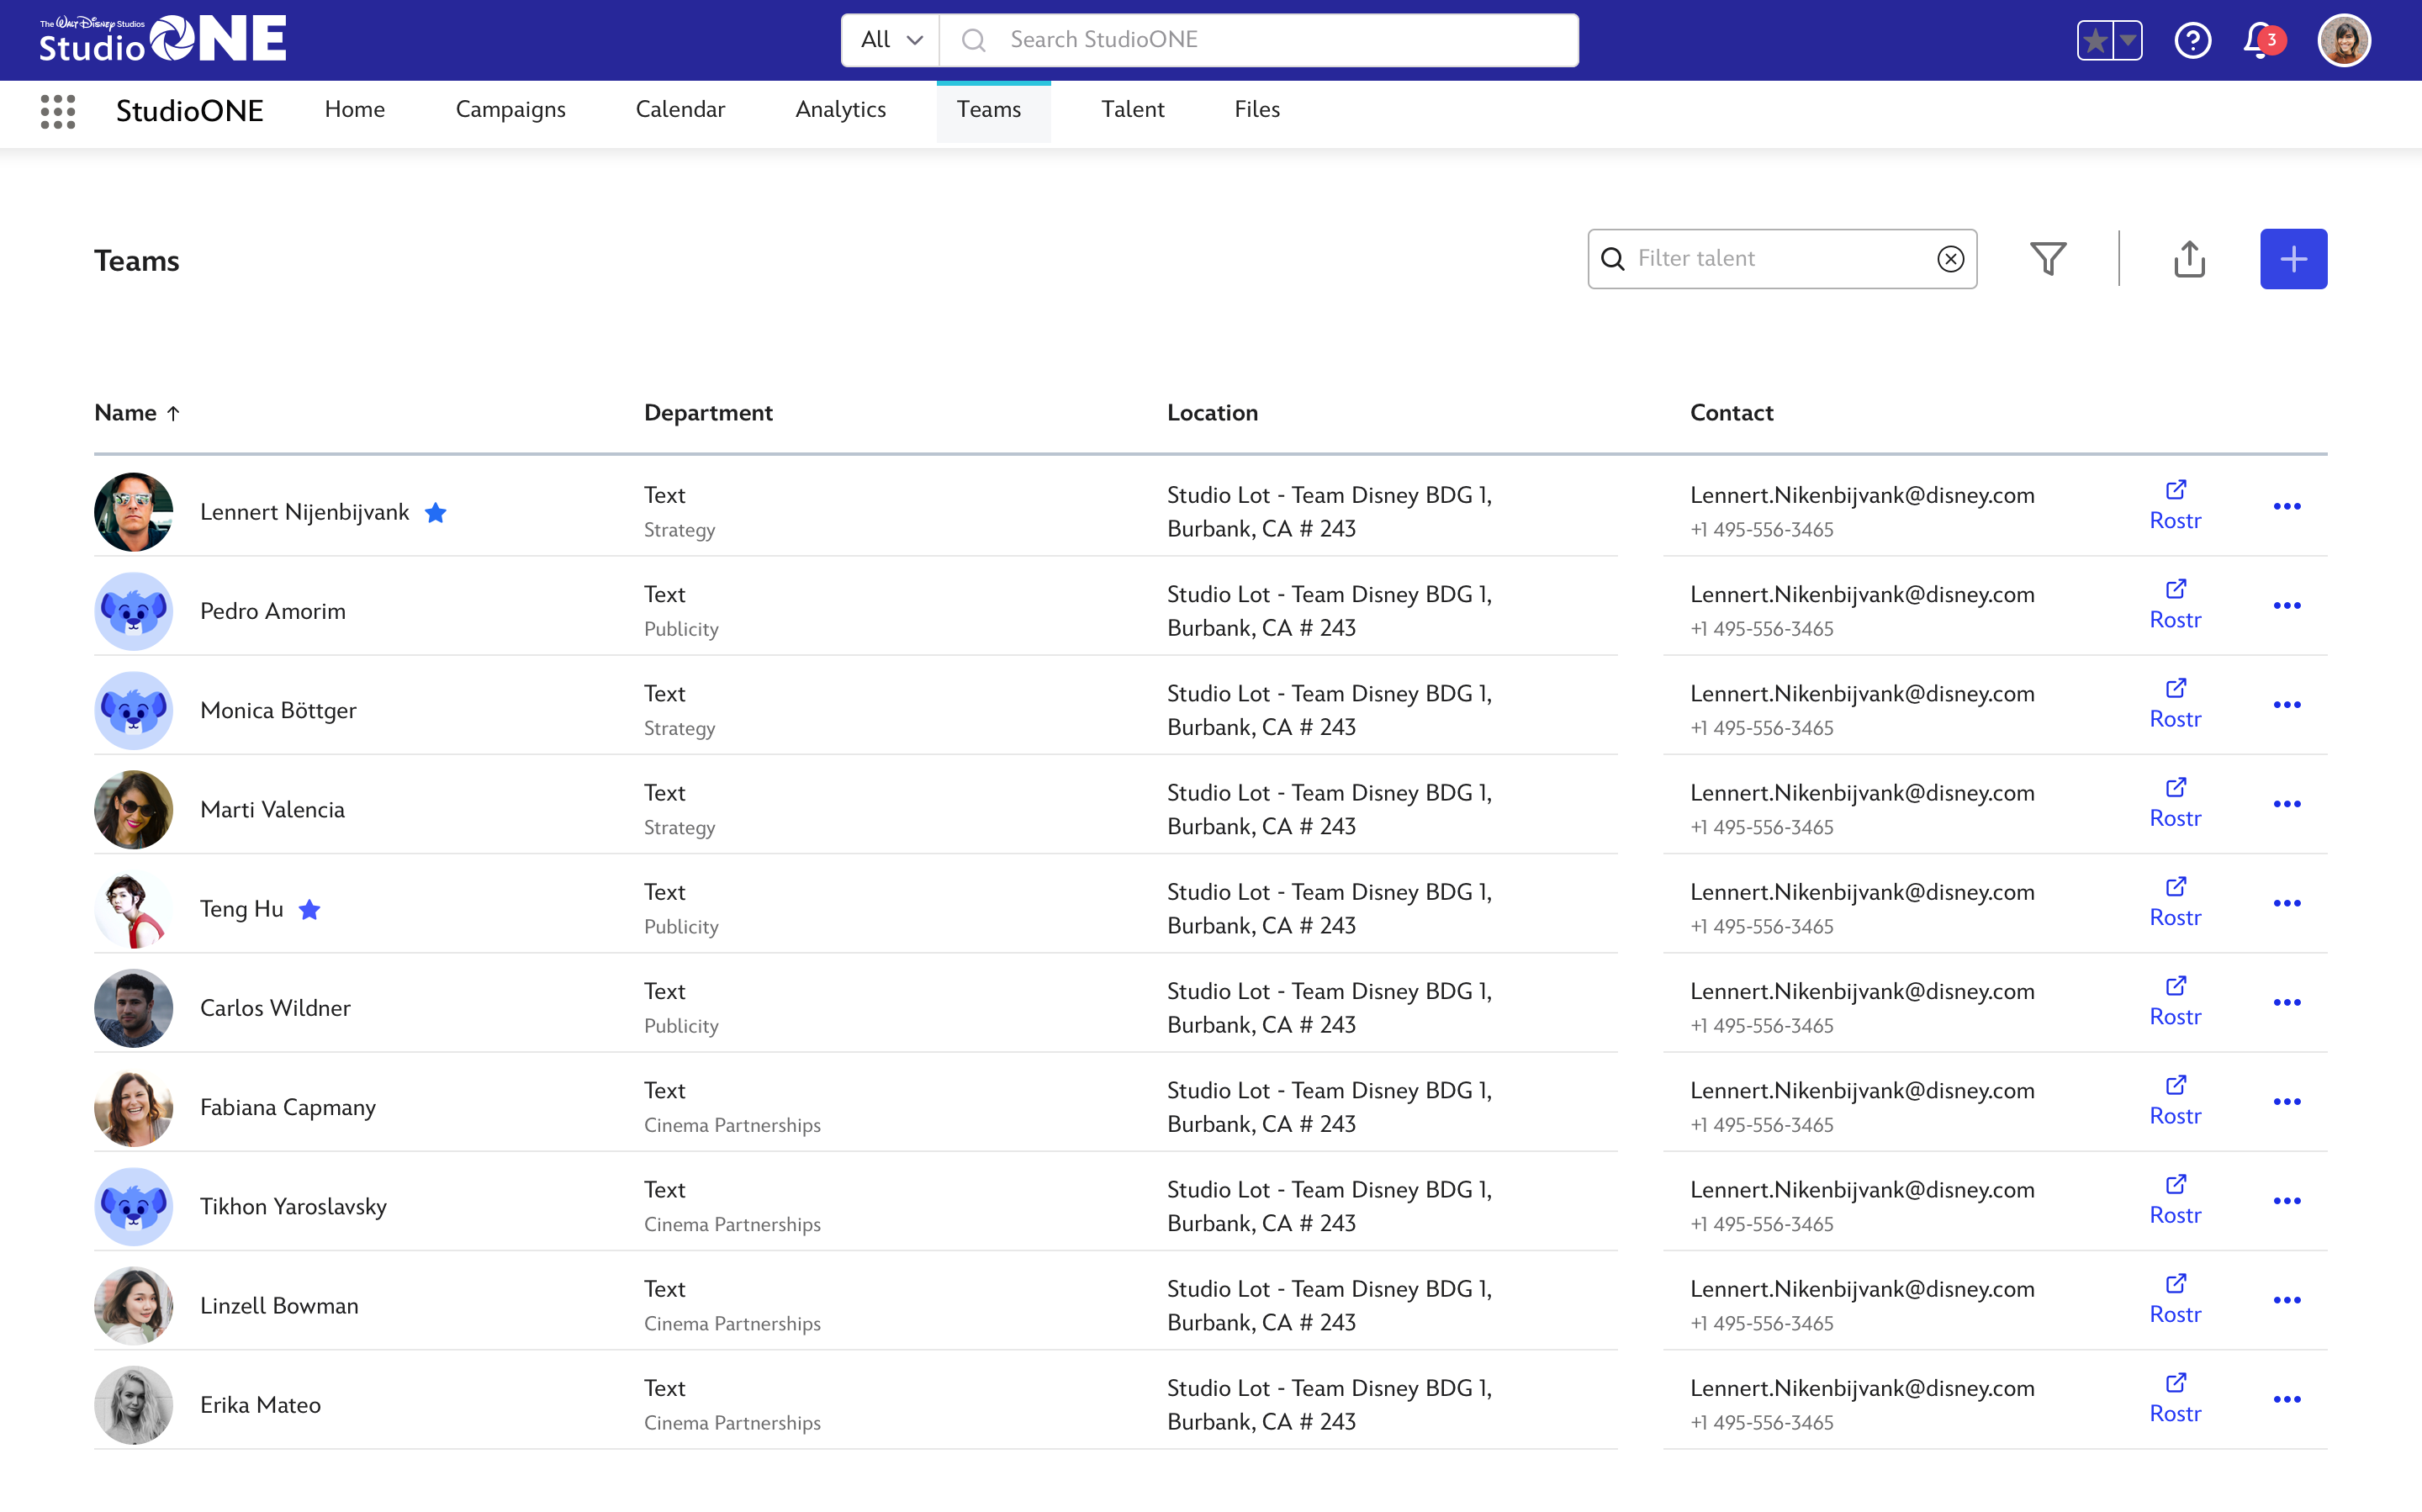 The Walt Disney Studios
StudioONE
All
Search StudioONE
3
StudioONE
Home
Campaigns
Calendar
Analytics
Teams
Talent
Files
Teams
Filter talent
Name
Department
Location
Contact
Lennert Nijenbijvank
Text
Strategy
Studio Lot - Team Disney BDG 1,
Burbank, CA # 243
Lennert.Nikenbijvank@disney.com
+1 495-556-3465
Rostr
Pedro Amorim
Text
Publicity
Studio Lot - Team Disney BDG 1,
Burbank, CA # 243
Lennert.Nikenbijvank@disney.com
+1 495-556-3465
Rostr
Monica Böttger
Text
Strategy
Studio Lot - Team Disney BDG 1,
Burbank, CA # 243
Lennert.Nikenbijvank@disney.com
+1 495-556-3465
Rostr
Marti Valencia
Text
Strategy
Studio Lot - Team Disney BDG 1,
Burbank, CA # 243
Lennert.Nikenbijvank@disney.com
+1 495-556-3465
Rostr
Teng Hu
Text
Publicity
Studio Lot - Team Disney BDG 1,
Burbank, CA # 243
Lennert.Nikenbijvank@disney.com
+1 495-556-3465
Rostr
Carlos Wildner
Text
Publicity
Studio Lot - Team Disney BDG 1,
Burbank, CA # 243
Lennert.Nikenbijvank@disney.com
+1 495-556-3465
Rostr
Fabiana Capmany
Text
Cinema Partnerships
Studio Lot - Team Disney BDG 1,
Burbank, CA # 243
Lennert.Nikenbijvank@disney.com
+1 495-556-3465
Rostr
Tikhon Yaroslavsky
Text
Cinema Partnerships
Studio Lot - Team Disney BDG 1,
Burbank, CA # 243
Lennert.Nikenbijvank@disney.com
+1 495-556-3465
Rostr
Linzell Bowman
Text
Cinema Partnerships
Studio Lot - Team Disney BDG 1,
Burbank, CA # 243
Lennert.Nikenbijvank@disney.com
+1 495-556-3465
Rostr
Erika Mateo
Text
Cinema Partnerships
Studio Lot - Team Disney BDG 1,
Burbank, CA # 243
Lennert.Nikenbijvank@disney.com
+1 495-556-3465
Rostr